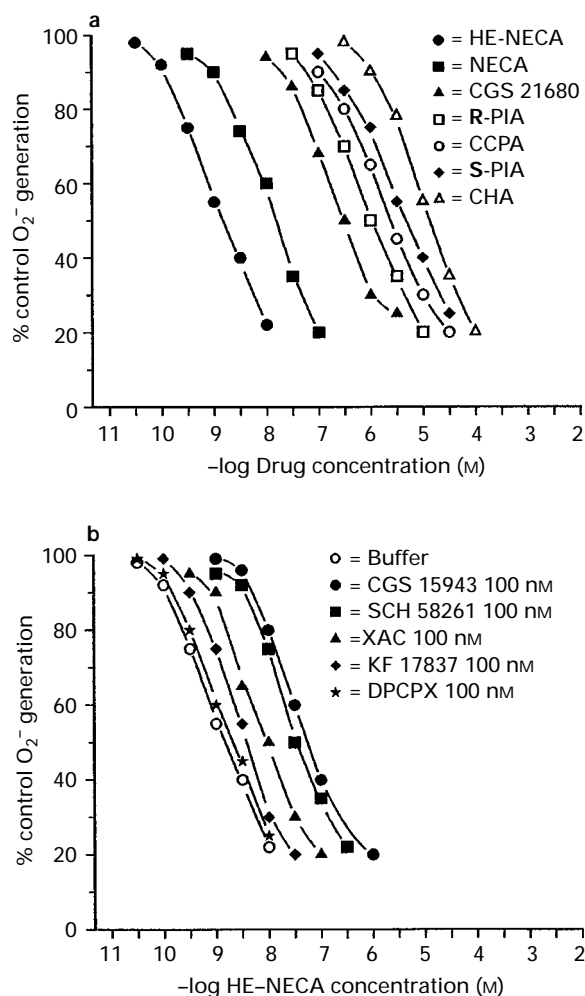 a
100
80
60
40
20
0
% control O₂⁻ generation
= HE-NECA
= NECA
= CGS 21680
= R-PIA
= CCPA
= S-PIA
= CHA
11 10 9 8 7 6 5 4 3 2
–log Drug concentration (M)
b
100
80
60
40
20
0
% control O₂⁻ generation
= Buffer
= CGS 15943 100 nM
= SCH 58261 100 nM
=XAC 100 nM
= KF 17837 100 nM
= DPCPX 100 nM
11 10 9 8 7 6 5 4 3 2
–log HE–NECA concentration (M)